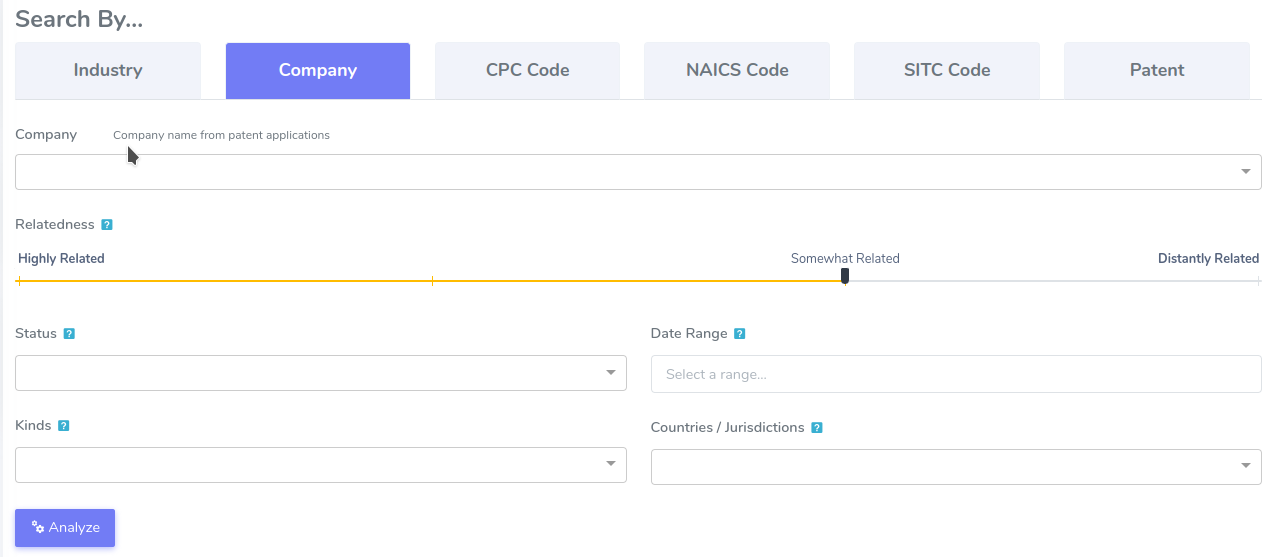 Search By...
Industry Company CPC Code NAICS Code SITC Code Patent
Company Company name from patent applications
Relatedness ?
Highly Related Somewhat Related Distantly Related
Status ? Date Range ?
Select a range...
Kinds ? Countries / Jurisdictions ?
Analyze